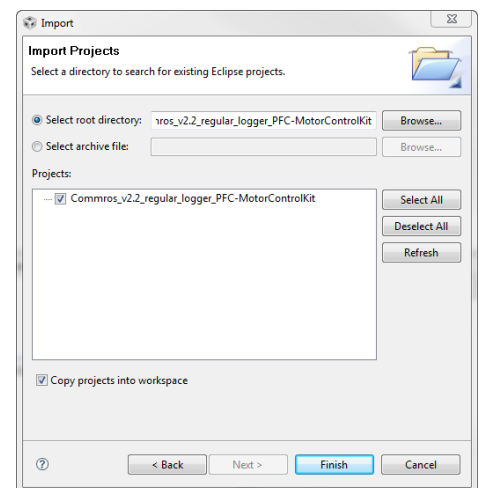 Import
Import Projects
Select a directory to search for existing Eclipse projects.
Select root directory: ıros_v2.2_regular_logger_PFC-MotorControlKit Browse...
Select archive file: Browse...
Projects:
Commros_v2.2_regular_logger_PFC-MotorControlKit
Select All
Deselect All
Refresh
Copy projects into workspace
? < Back Next > Finish Cancel